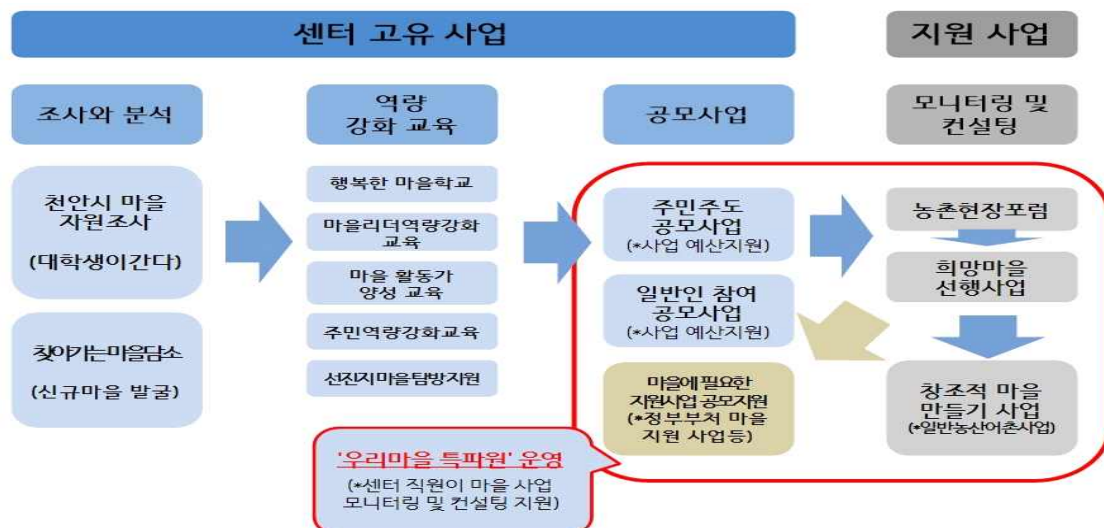 센터 고유 사업
지원 사업
조사와 분석
역량
강화 교육
공모사업
모니터링 및
컨설팅
천안시 마을
자원조사
(대학생이간다)
찾아가는마을담소
(신규마을 발굴)
행복한 마을학교
마을리더역량강화
교육
마을 활동가
양성 교육
주민역량강화교육
선진지 마을 탐방 지원
주민주도
공모사업
(*사업 예산지원)
일반인 참여
공모사업
(*사업 예산지원)
마을에 필요한
지원사업 공모지원
(*정부부처 마을
지원 사업등)
농촌현장포럼
희망마을
선행사업
창조적 마을
만들기 사업
(*일반농산어촌사업)
'우리마을 특파원' 운영
(*센터 직원이 마을 사업
모니터링 및 컨설팅 지원)